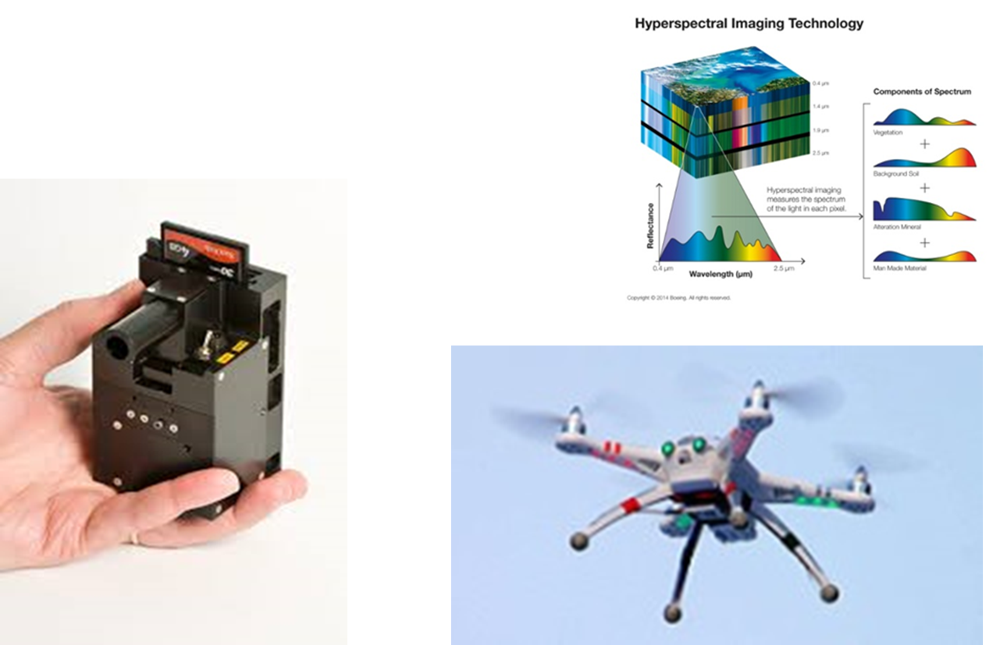 Hyperspectral Imaging Technology
0.4 μm
1.4 μm
1.9 μm
2.5 μm
Components of Spectrum
Vegetation
+
Background Soil
+
Alteration Mineral
+
Man Made Material
Hyperspectral imaging
measures the spectrum
of the light in each pixel.
Reflectance
0.4 μm
Wavelength (μm)
2.5 μm
Copyright © 2014 Boeing. All rights reserved.